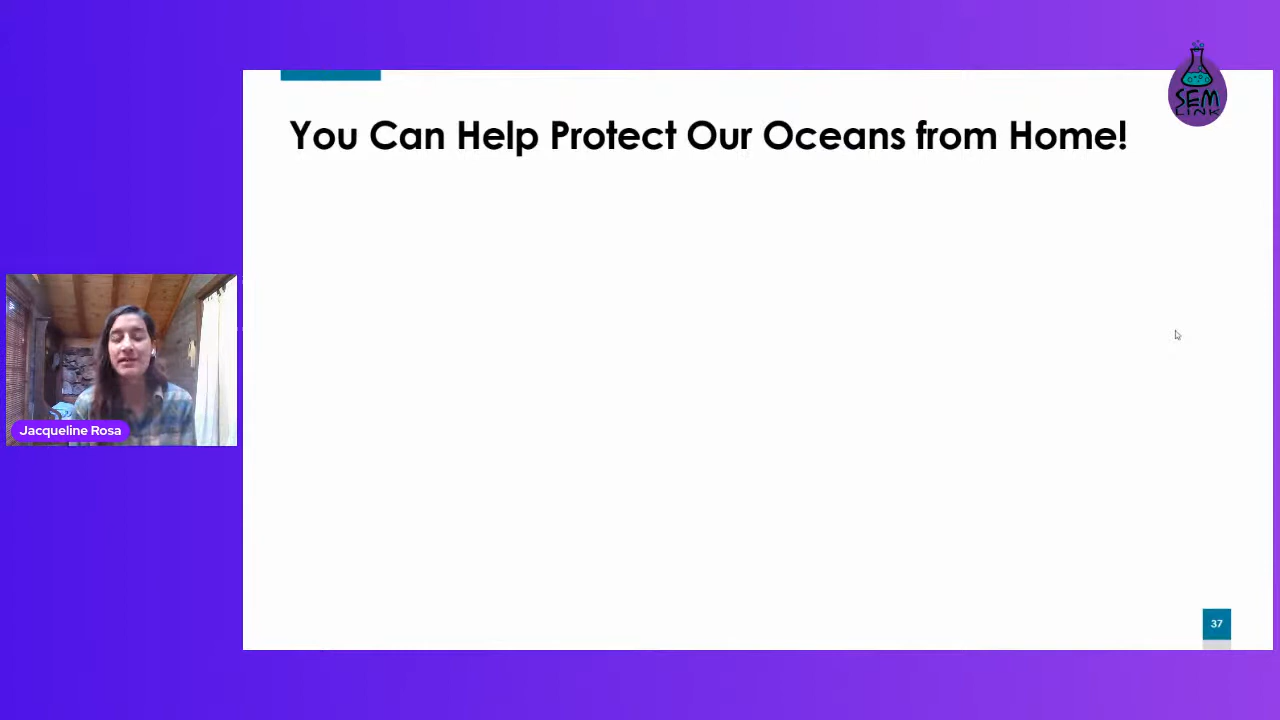 You Can Help Protect Our Oceans from Home!
SEM
LINK
Jacqueline Rosa
37